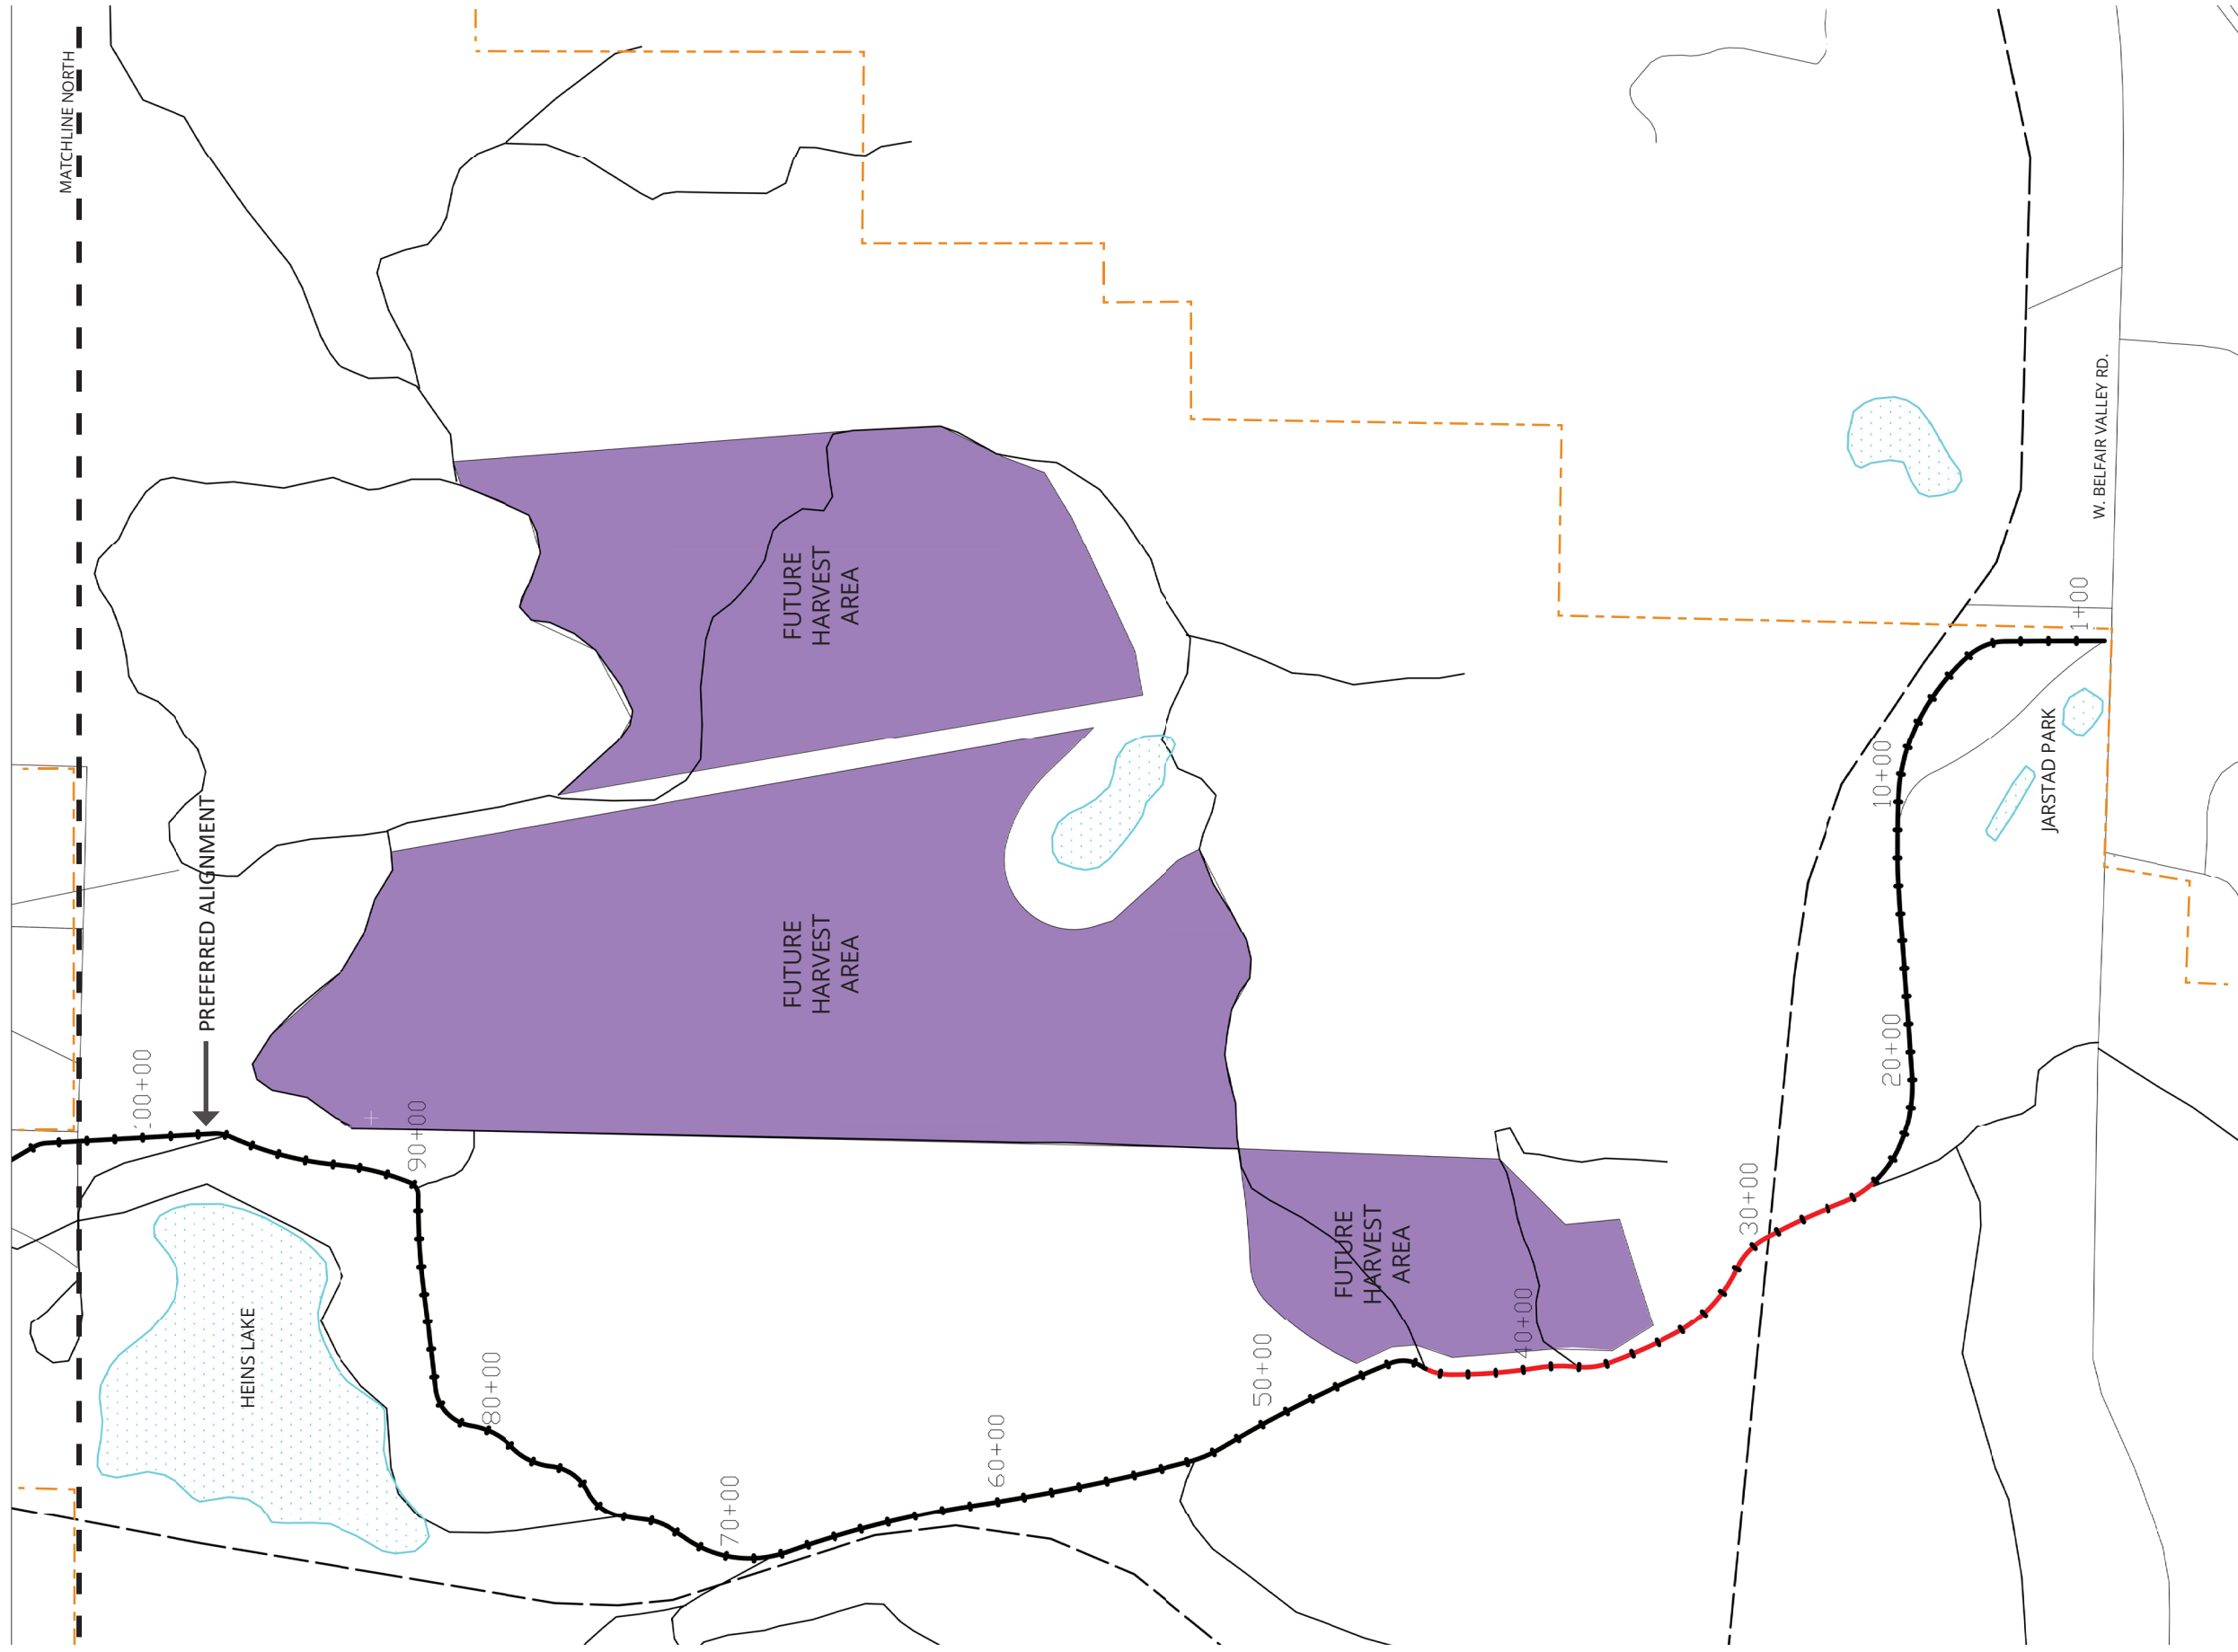 MATCHLINE NORTH
W. BELFAIR VALLEY RD.
FUTURE
HARVEST
AREA
1+00
10+00
JARSTAD PARK
PREFERRED ALIGNMENT
FUTURE
HARVEST
AREA
20+00
90+00
30+00
FUTURE
HARVEST
AREA
40+00
HEINS LAKE
50+00
80+00
60+00
70+00